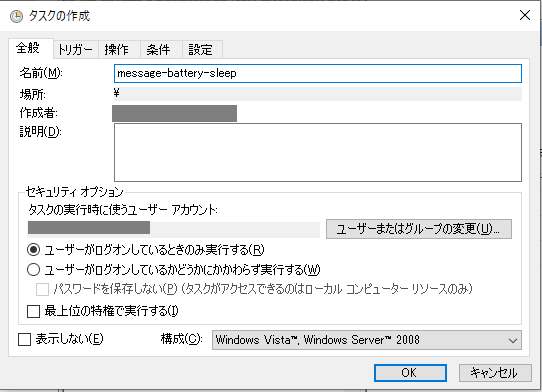 タスクの作成
全般 トリガー 操作 条件 設定
名前(M): message-battery-sleep
場所: ¥
作成者:
説明(D):
セキュリティ オプション
タスクの実行時に使うユーザー アカウント:
ユーザーまたはグループの変更(U)...
ユーザーがログオンしているときのみ実行する(R)
ユーザーがログオンしているかどうかにかかわらず実行する(W)
パスワードを保存しない(P) (タスクがアクセスできるのはローカル コンピューター リソースのみ)
最上位の特権で実行する(I)
表示しない(E) 構成(C): Windows Vista™, Windows Server™ 2008
OK キャンセル